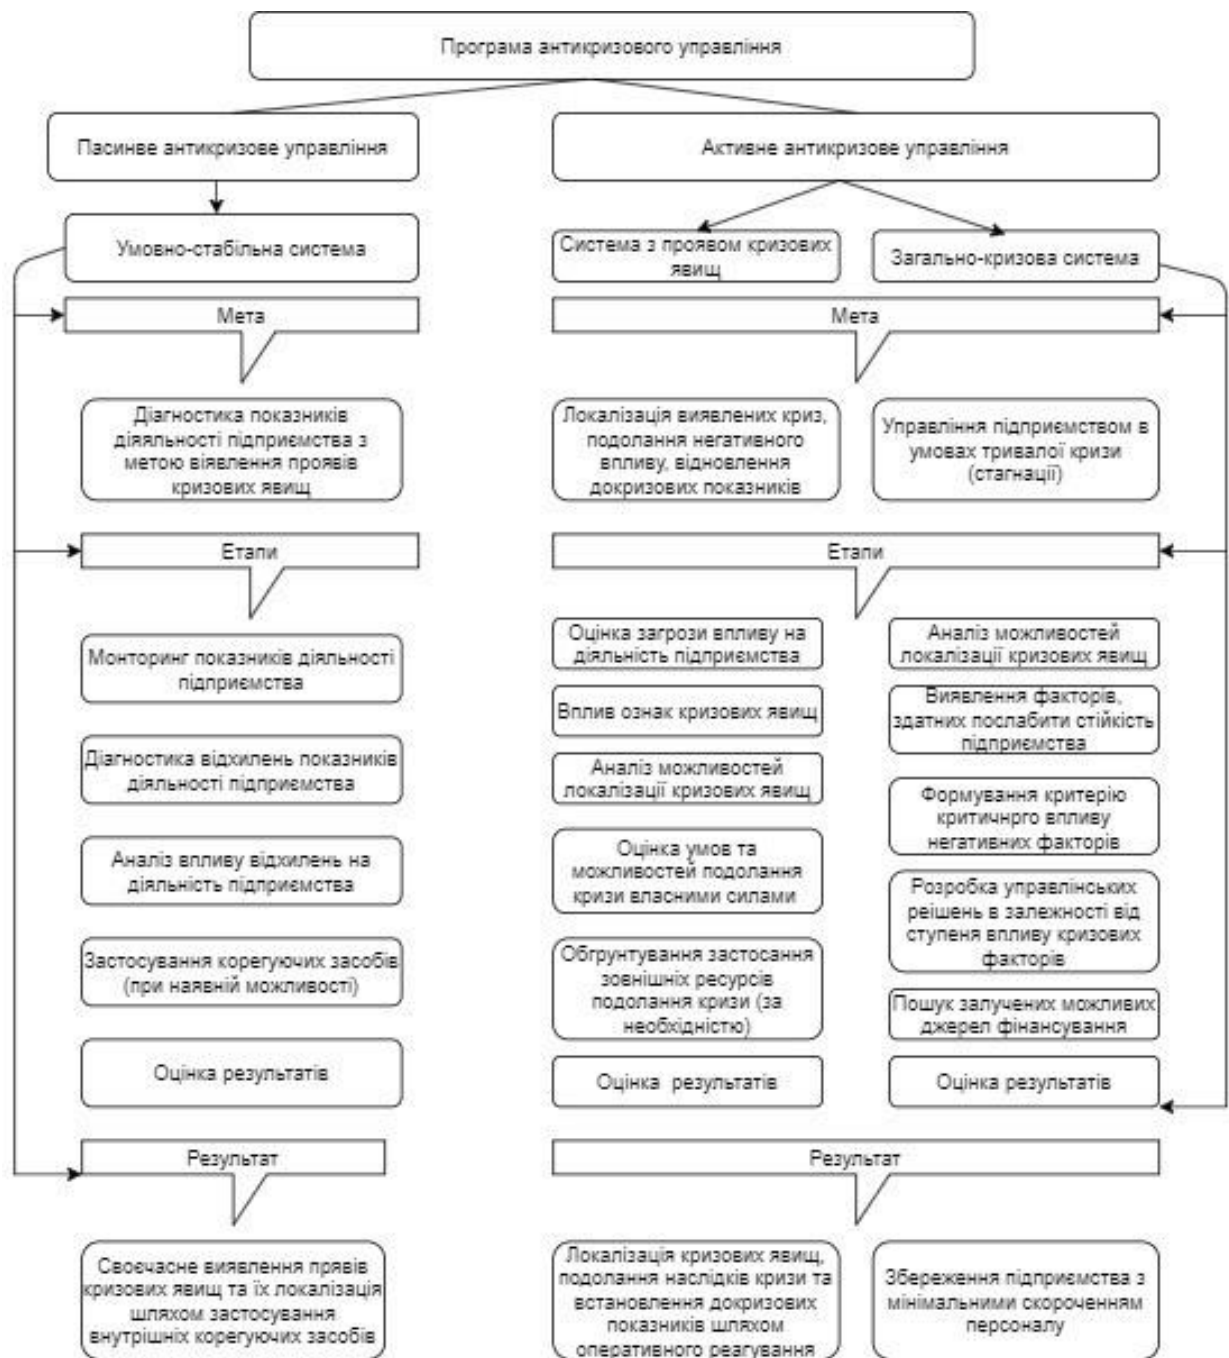 Програма антикризового управління
Пасинве антикризове управління
Активне антикризове управління
Умовно-стабільна система
Система з проявом кризових
явищ
Загально-кризова система
Мета
Мета
Діагностика показників
діяяльності підприємства з
метою віявлення проявів
кризових явищ
Локалізація виявлених криз,
подолання негативного
впливу, відновлення
докризових показників
Управління підприємством в
умовах тривалої кризи
(стагнації)
Етапи
Етапи
Монторинг показників діяльності
підприємства
Діагностика відхилень показників
діяльності підприємства
Аналіз впливу відхилень на
діяльність підприємства
Застосування корегуючих засобів
(при наявній можливості)
Оцінка результатів
Оцінка загрози впливу на
діяльність підприємства
Вплив ознак кризових явищ
Аналіз можливостей
локалізації кризових явищ
Оцінка умов та
можливостей подолання
кризи власними силами
Обгрунтування застосання
зовнішніх ресурсів
подолання кризи (за
необхідністю)
Оцінка результатів
Аналіз можливостей
локалізації кризових явищ
Виявлення факторів,
здатних послабити стійкість
підприємства
Формування критерію
критичнрго впливу
негативних факторів
Розробка управлінських
реішень в залежності від
ступеня впливу кризових
факторів
Пошук залучених можливих
джерел фінансування
Оцінка результатів
Результат
Результат
Своєчасне виявлення прявів
кризових явищ та їх локалізація
шляхом застосування
внутрішніх корегуючих засобів
Локалізація кризових явищ,
подолання наслідків кризи та
встановлення докризових
показників шляхом
оперативного реагування
Збереження підприємства з
мінімальними скороченням
персоналу